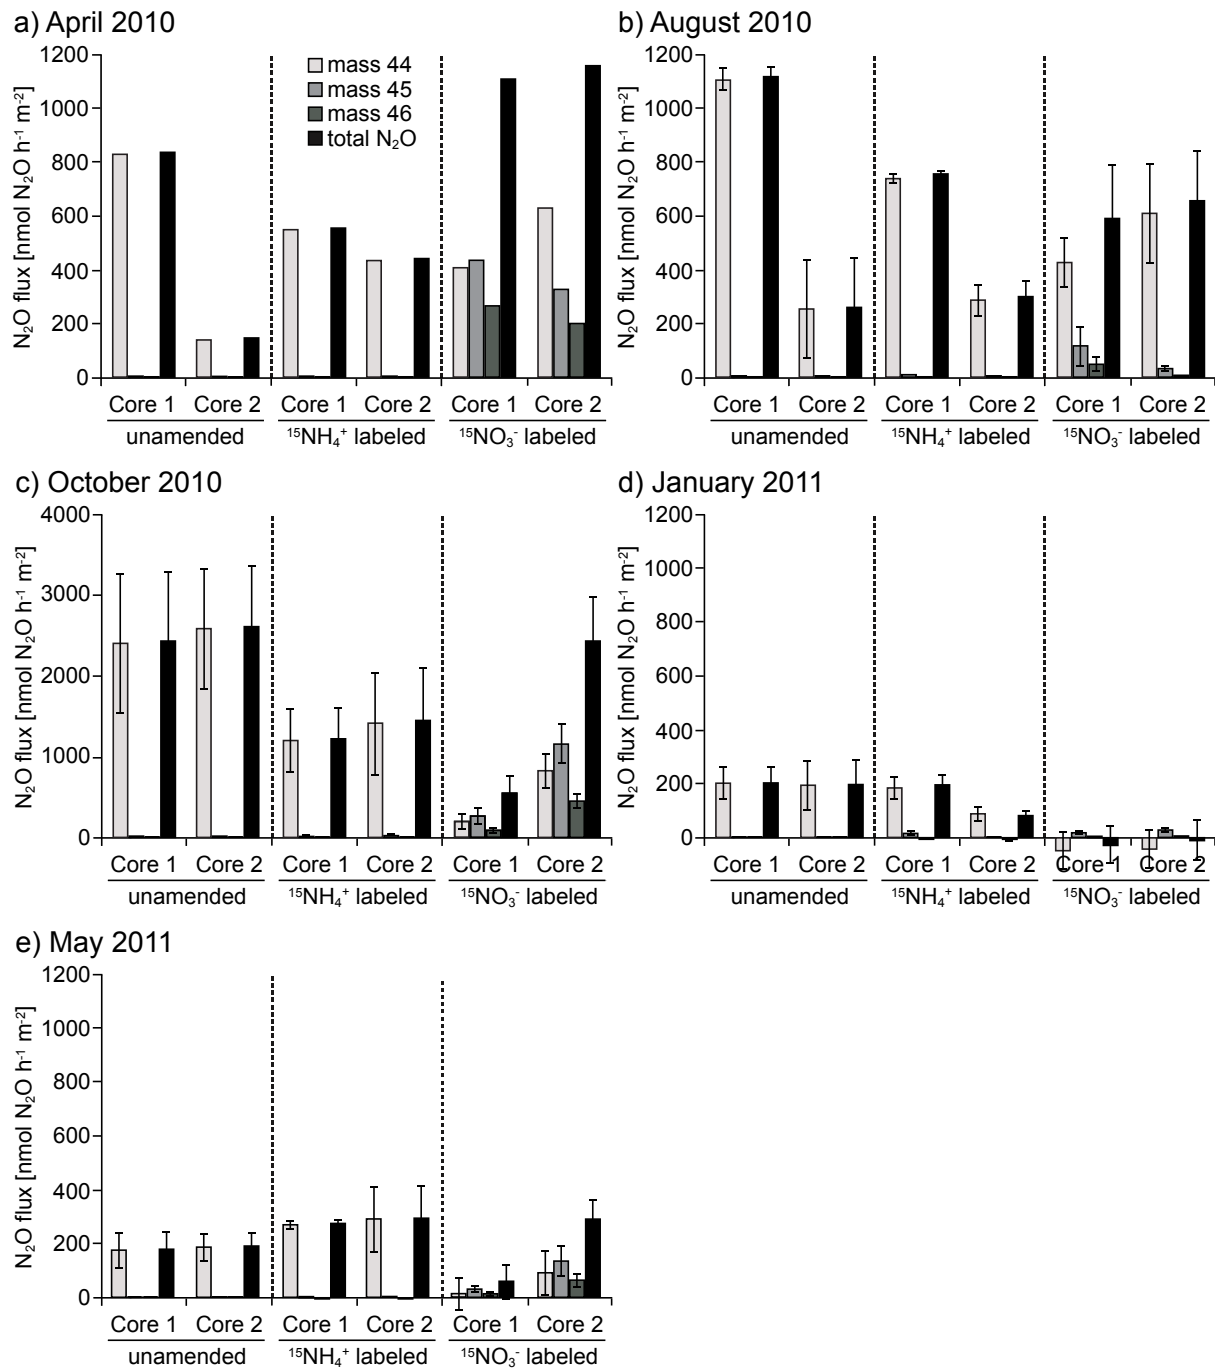 a) April 2010
N₂O flux [nmol N₂O h⁻¹ m⁻²]
1200
1000
800
600
400
200
0
mass 44
mass 45
mass 46
total N₂O
Core 1 Core 2 Core 1 Core 2 Core 1 Core 2
unamended ¹⁵NH₄⁺ labeled ¹⁵NO₃⁻ labeled
b) August 2010
N₂O flux [nmol N₂O h⁻¹ m⁻²]
1200
1000
800
600
400
200
0
Core 1 Core 2 Core 1 Core 2 Core 1 Core 2
unamended ¹⁵NH₄⁺ labeled ¹⁵NO₃⁻ labeled
c) October 2010
N₂O flux [nmol N₂O h⁻¹ m⁻²]
4000
3000
2000
1000
0
Core 1 Core 2 Core 1 Core 2 Core 1 Core 2
unamended ¹⁵NH₄⁺ labeled ¹⁵NO₃⁻ labeled
d) January 2011
N₂O flux [nmol N₂O h⁻¹ m⁻²]
1200
1000
800
600
400
200
0
Core 1 Core 2 Core 1 Core 2 Core 1 Core 2
unamended ¹⁵NH₄⁺ labeled ¹⁵NO₃⁻ labeled
e) May 2011
N₂O flux [nmol N₂O h⁻¹ m⁻²]
1200
1000
800
600
400
200
0
Core 1 Core 2 Core 1 Core 2 Core 1 Core 2
unamended ¹⁵NH₄⁺ labeled ¹⁵NO₃⁻ labeled